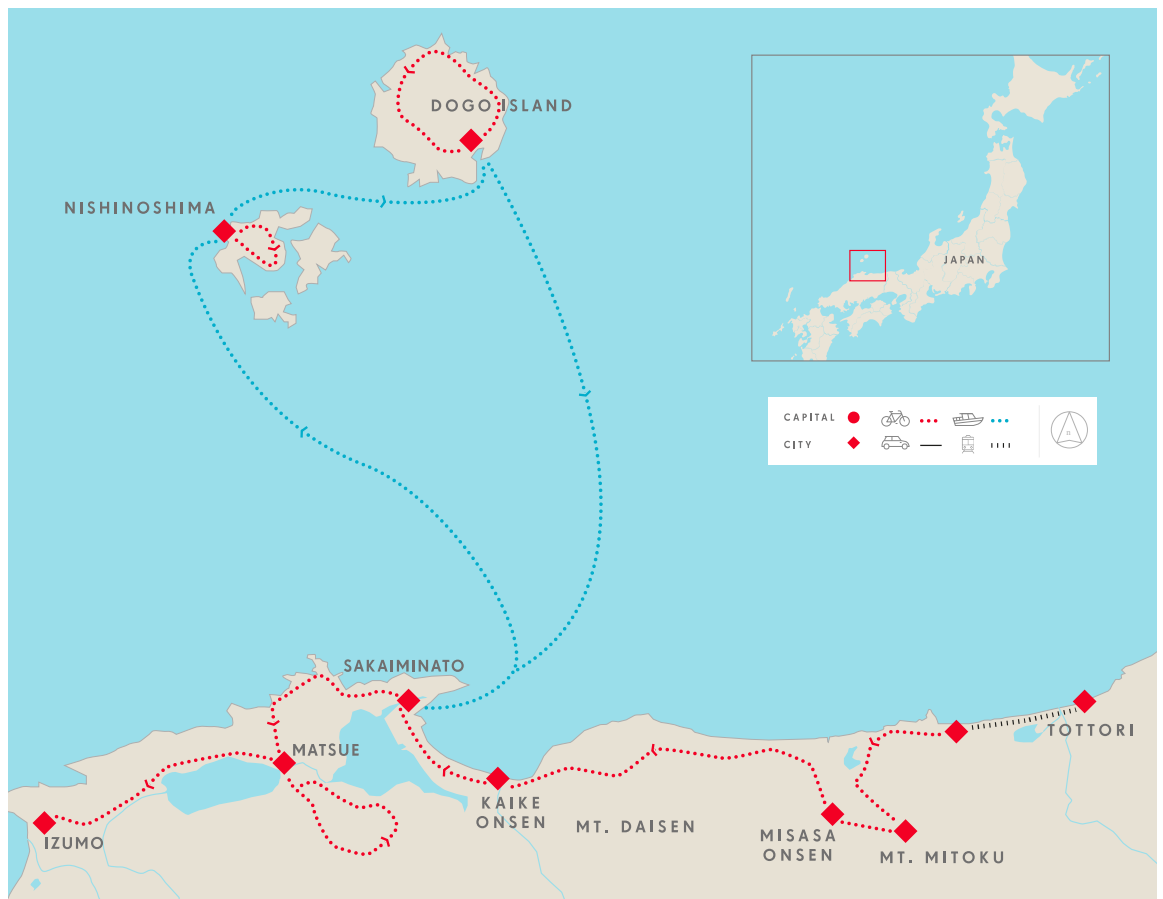 DOGO ISLAND
NISHINOSHIMA
JAPAN
CAPITAL
CITY
SAKAIMINATO
MATSUE
TOTTORI
KAIKE
ONSEN
MT. DAISEN
MISASA
ONSEN
MT. MITOKU
IZUMO